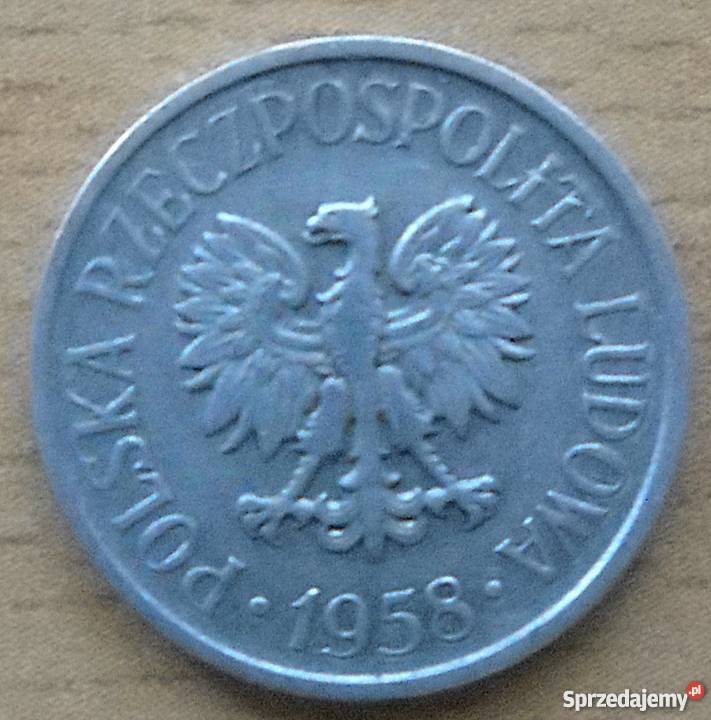 POLSKA RZECZPOSPOLITA LUDOWA
· 1958 ·
Sprzedajemy.pl